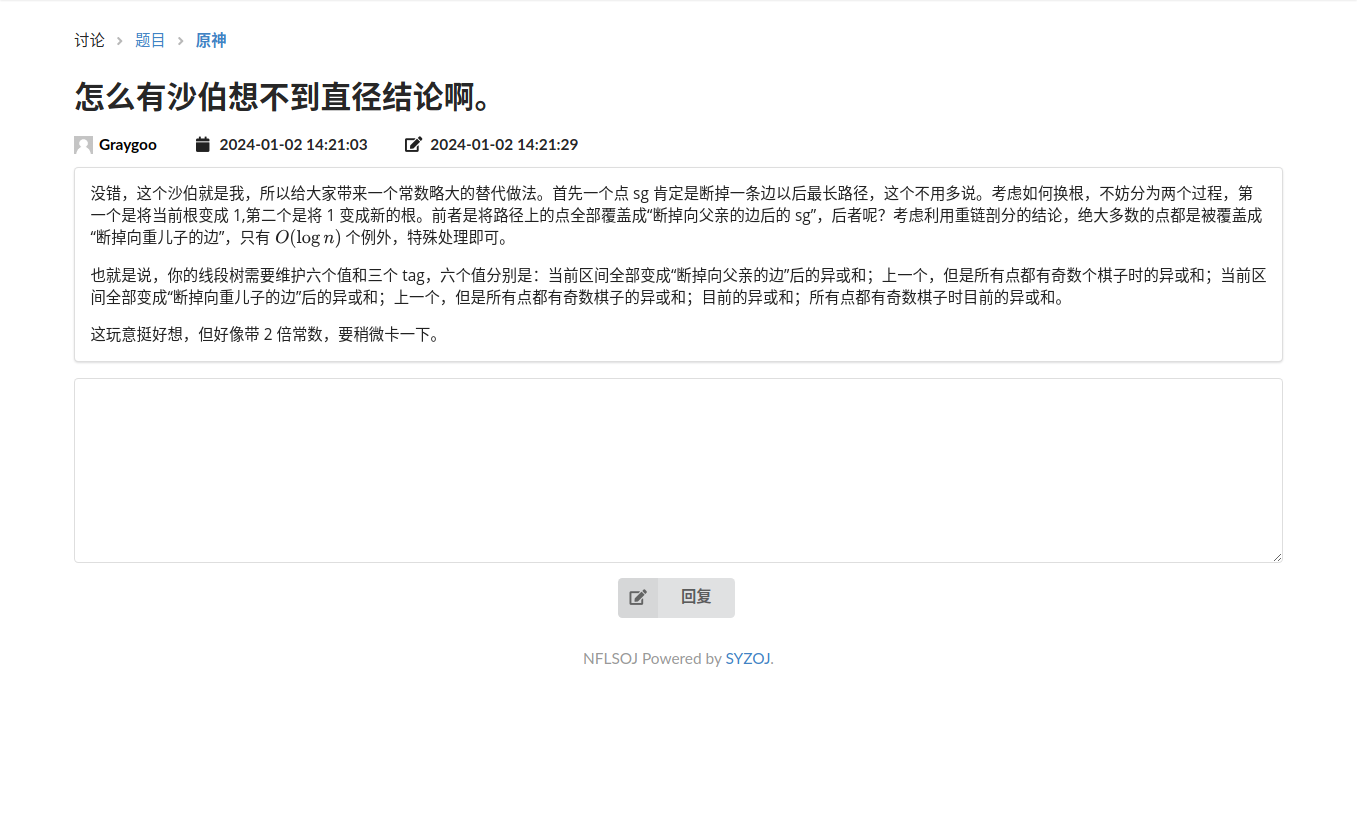 讨论 > 题目 > 原神
怎么有沙伯想不到直径结论啊。
Graygoo 2024-01-02 14:21:03 2024-01-02 14:21:29
没错，这个沙伯就是我，所以给大家带来一个常数略大的替代做法。首先一个点 sg 肯定是断掉一条边以后最长路径，这个不用多说。考虑如何换根，不妨分为两个过程，第
一个是将当前根变成 1,第二个是将 1 变成新的根。前者是将路径上的点全部覆盖成“断掉向父亲的边后的 sg”，后者呢？考虑利用重链剖分的结论，绝大多数的点都是被覆盖成
“断掉向重儿子的边”，只有 O(log n) 个例外，特殊处理即可。
也就是说，你的线段树需要维护六个值和三个 tag，六个值分别是：当前区间全部变成“断掉向父亲的边”后的异或和；上一个，但是所有点都有奇数个棋子时的异或和；当前区
间全部变成“断掉向重儿子的边”后的异或和；上一个，但是所有点都有奇数棋子的异或和；目前的异或和；所有点都有奇数棋子时目前的异或和。
这玩意挺好想，但好像带 2 倍常数，要稍微卡一下。
回复
NFLSOJ Powered by SYZOJ.